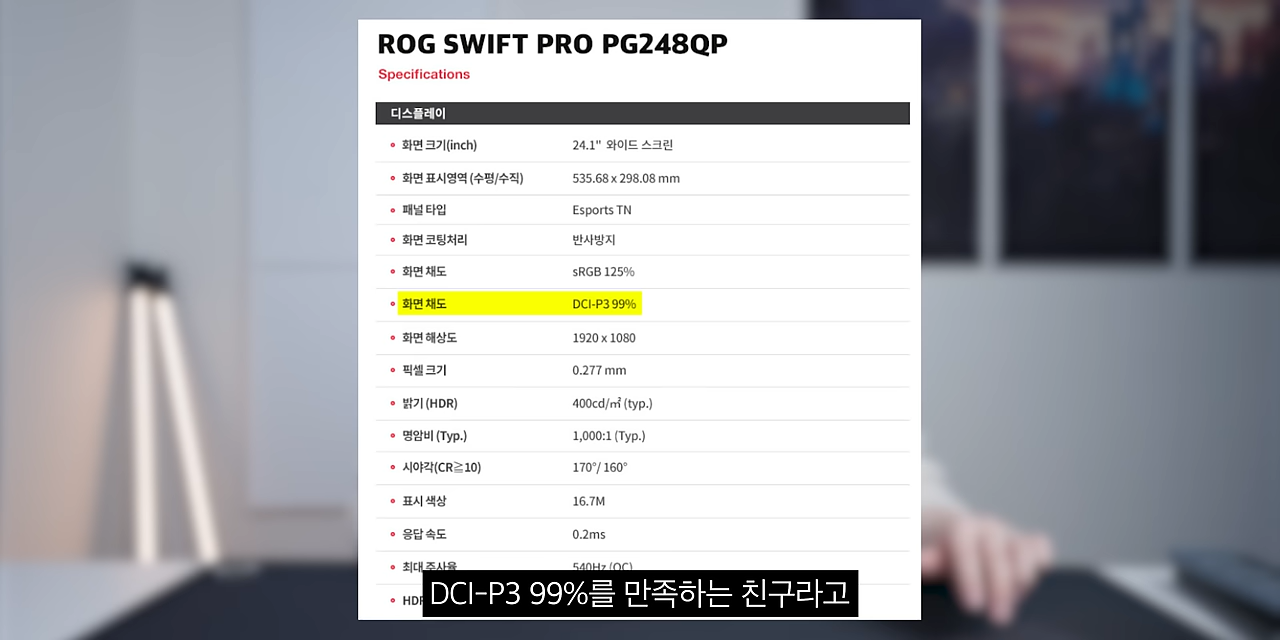 ROG SWIFT PRO PG248QP
Specifications
디스플레이
화면 크기(inch) 24.1" 와이드 스크린
화면 표시영역 (수평/수직) 535.68 x 298.08 mm
패널 타입 Esports TN
화면 코팅처리 반사방지
화면 채도 sRGB 125%
화면 채도 DCI-P3 99%
화면 해상도 1920 x 1080
픽셀 크기 0.277 mm
밝기 (HDR) 400cd/㎡ (typ.)
명암비 (Typ.) 1,000:1 (Typ.)
시야각(CR≧10) 170°/ 160°
표시 색상 16.7M
응답 속도 0.2ms
최대 주사율 540Hz (OC)
DCI-P3 99%를 만족하는 친구라고